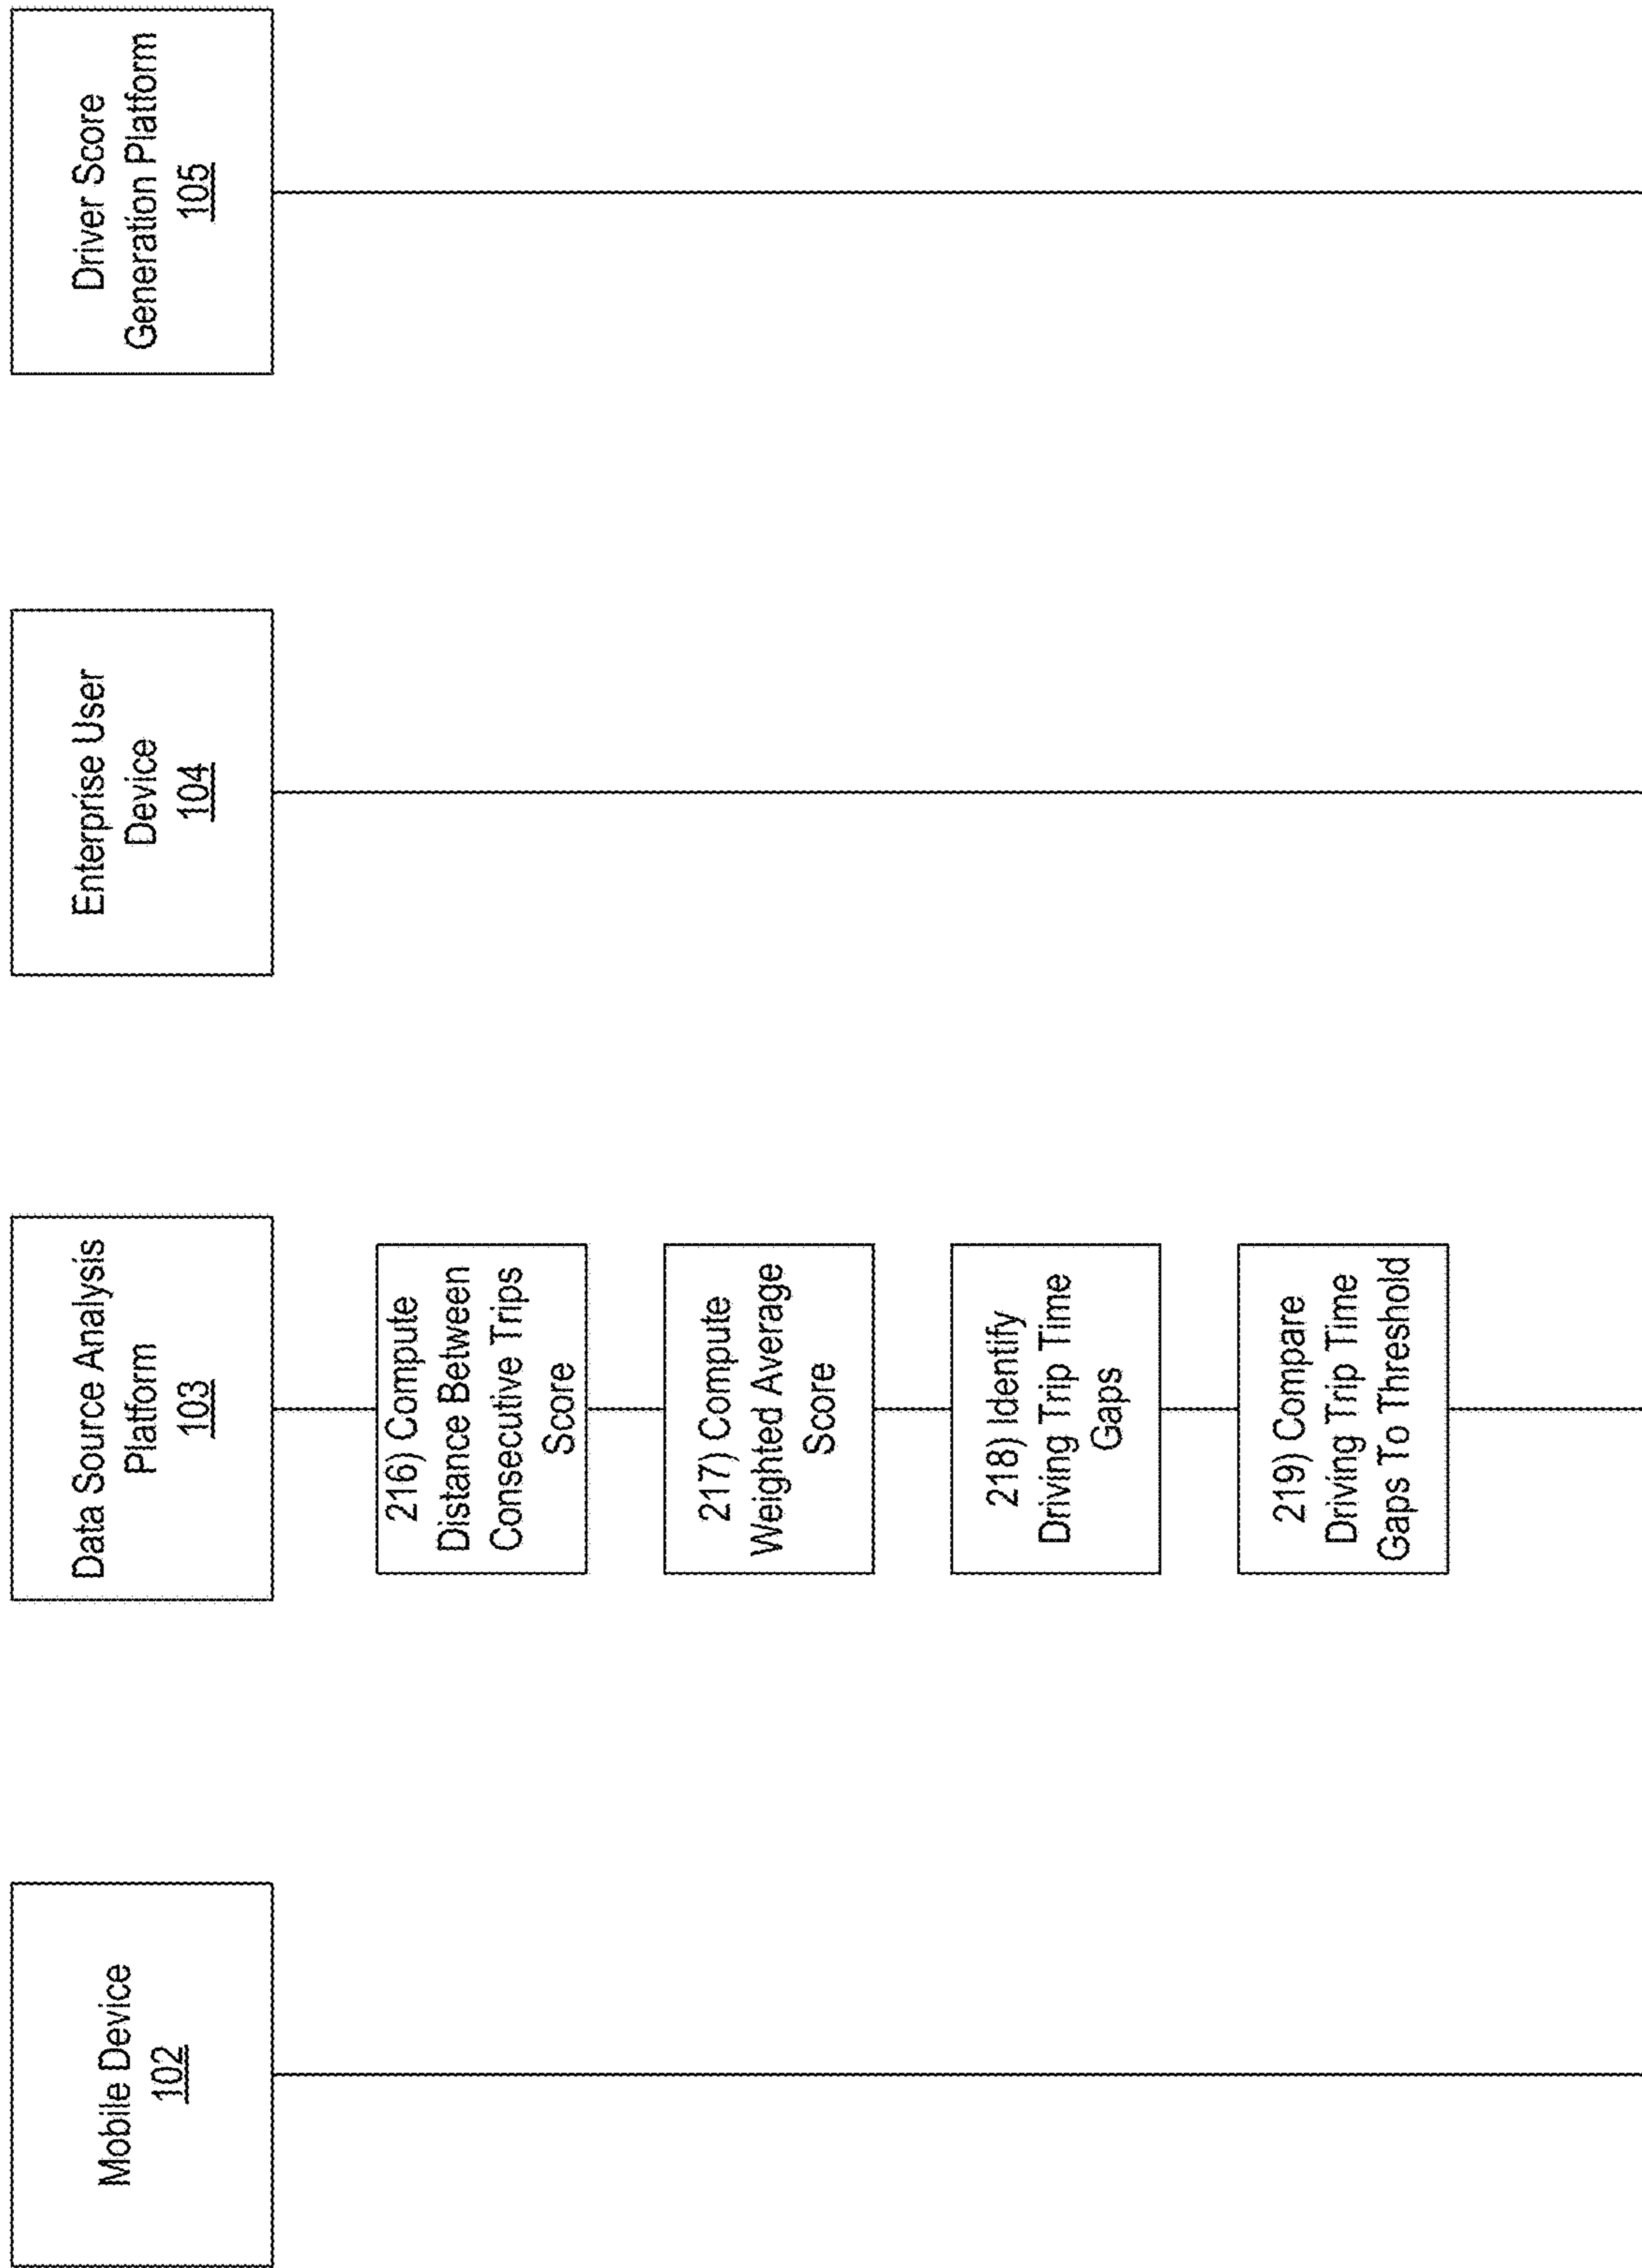 Mobile Device
102
Data Source Analysis
Platform
103
Enterprise User
Device
104
Driver Score
Generation Platform
105
216) Compute
Distance Between
Consecutive Trips
Score
217) Compute
Weighted Average
Score
218) Identify
Driving Trip Time
Gaps
219) Compare
Driving Trip Time
Gaps To Threshold